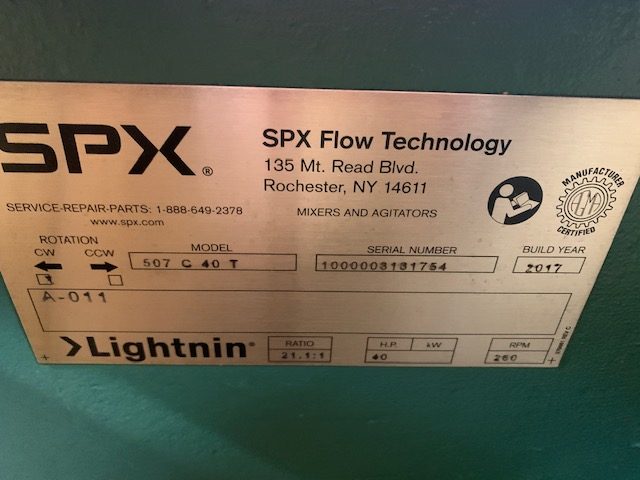 SPX®
SPX Flow Technology
135 Mt. Read Blvd.
Rochester, NY 14611
MIXERS AND AGITATORS
SERVICE-REPAIR-PARTS: 1-888-649-2378
www.spx.com
MANUFACTURER
CERTIFIED
ROTATION
CW CCW
MODEL
507 C 40 T
SERIAL NUMBER
1000003131754
BUILD YEAR
2017
A-011
Lightnin®
RATIO
21.1:1
H.P. kW
40
RPM
260